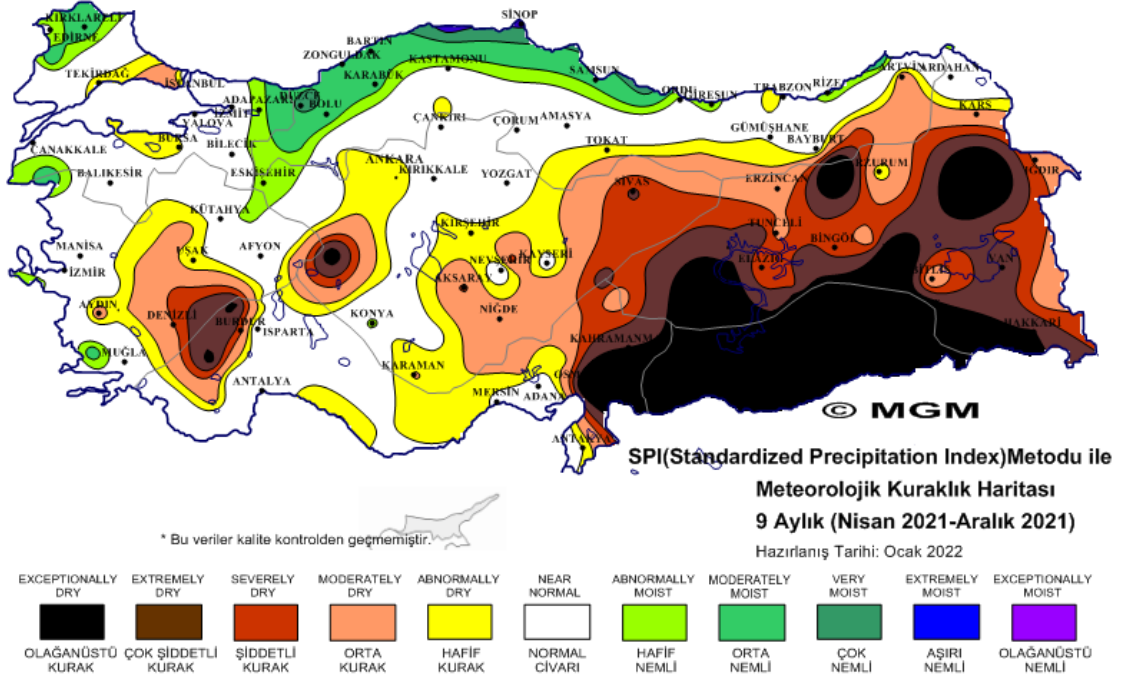 KIRKLARELİ
EDİRNE
TEKİRDAĞ
İSTANBUL
SİNOP
BARTIN
ZONGULDAK
KASTAMONU
KARABÜK
SAMSUN
DÜZCE
ADAPAZARI
BOLU
İZMİT
YALOVA
ORDU
GİRESUN
TRABZON
RİZE
ARTVİN
ARDAHAN
KARS
ÇANKIRI
ÇORUM
AMASYA
GÜMÜŞHANE
BAYBURT
TOKAT
ÇANAKKALE
BURSA
BİLECİK
BALIKESİR
ESKİŞEHİR
ANKARA
KIRIKKALE
YOZGAT
SİVAS
ERZİNCAN
ERZURUM
IĞDIR
KÜTAHYA
MANİSA
UŞAK
AFYON
KIRŞEHİR
TUNCELİ
BİNGÖL
İZMİR
NEVŞEHİR
KAYSERİ
ELAZIĞ
BİTLİS
VAN
AKSARAY
AYDIN
DENİZLİ
BURDUR
ISPARTA
KONYA
NİĞDE
KAHRAMANM
HAKKARİ
MUĞLA
ANTALYA
KARAMAN
MERSİN
ADANA
OSM
ANTAKYA
© MGM
SPI(Standardized Precipitation Index)Metodu ile
Meteorolojik Kuraklık Haritası
9 Aylık (Nisan 2021-Aralık 2021)
Hazırlanış Tarihi: Ocak 2022
* Bu veriler kalite kontrolden geçmemiştir.
EXCEPTIONALLY DRY
EXTREMELY DRY
SEVERELY DRY
MODERATELY DRY
ABNORMALLY DRY
NEAR NORMAL
ABNORMALLY MOIST
MODERATELY MOIST
VERY MOIST
EXTREMELY MOIST
EXCEPTIONALLY MOIST
OLAĞANÜSTÜ KURAK
ÇOK ŞİDDETLİ KURAK
ŞİDDETLİ KURAK
ORTA KURAK
HAFİF KURAK
NORMAL CİVARI
HAFİF NEMLİ
ORTA NEMLİ
ÇOK NEMLİ
AŞIRI NEMLİ
OLAĞANÜSTÜ NEMLİ